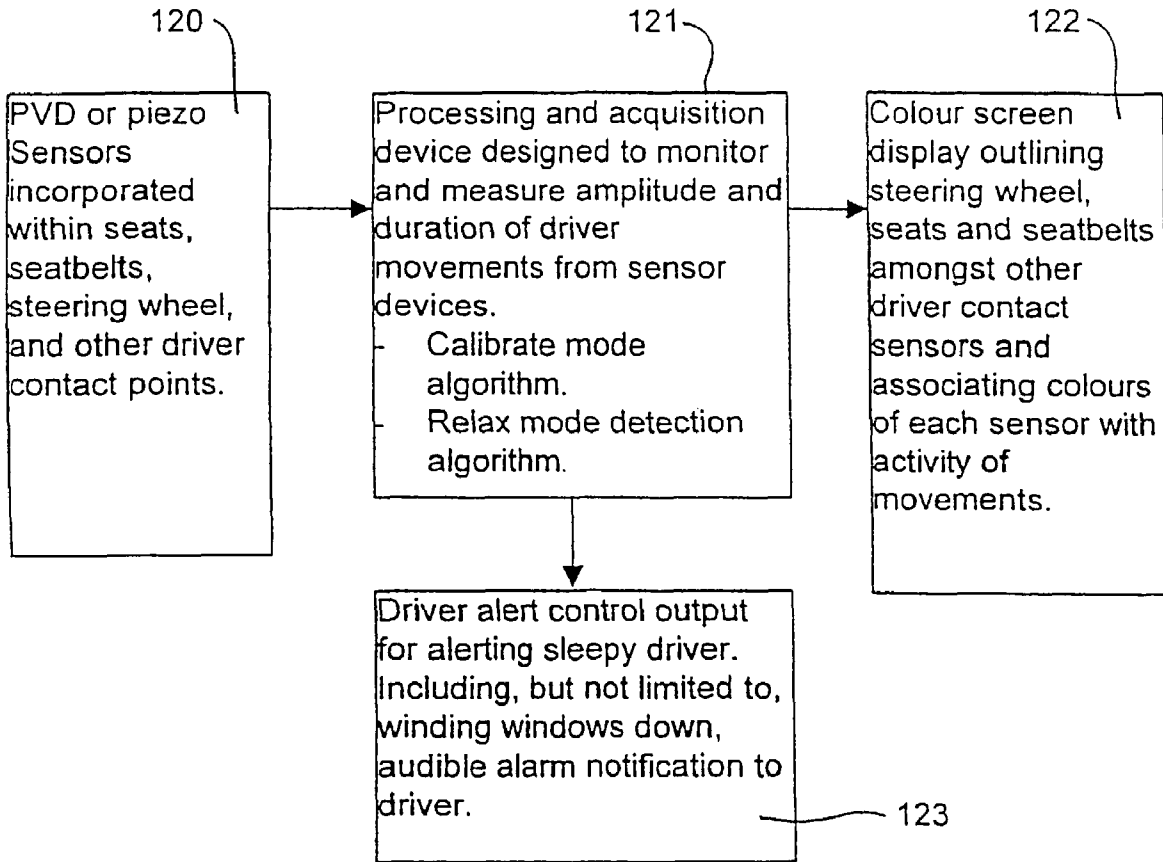 120
121
122
PVD or piezo
Sensors
incorporated
within seats,
seatbelts,
steering wheel,
and other driver
contact points.
Processing and acquisition
device designed to monitor
and measure amplitude and
duration of driver
movements from sensor
devices.
- Calibrate mode
algorithm.
- Relax mode detection
algorithm.
Colour screen
display outlining
steering wheel,
seats and seatbelts
amongst other
driver contact
sensors and
associating colours
of each sensor with
activity of
movements.
Driver alert control output
for alerting sleepy driver.
Including, but not limited to,
winding windows down,
audible alarm notification to
driver.
123